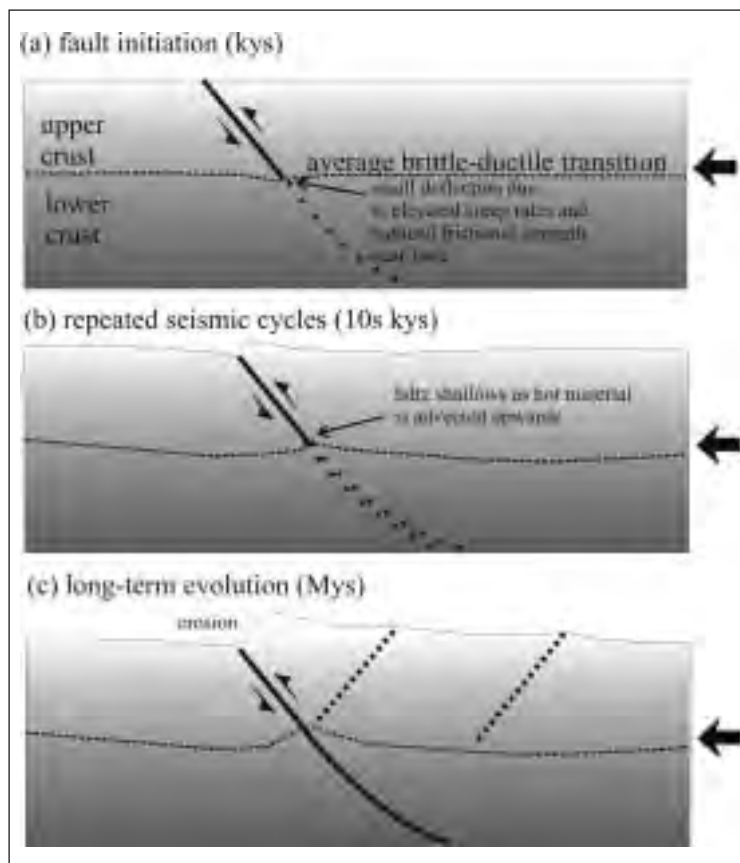 (a) fault initiation (kys)
upper
crust
average brittle-ductile transition
lower
crust
small deflection due
to elevated creep rates and
frictional strength
(b) repeated seismic cycles (10s kys)
bdtz shallows as hot material
is advected upwards
(c) long-term evolution (Mys)
erosion